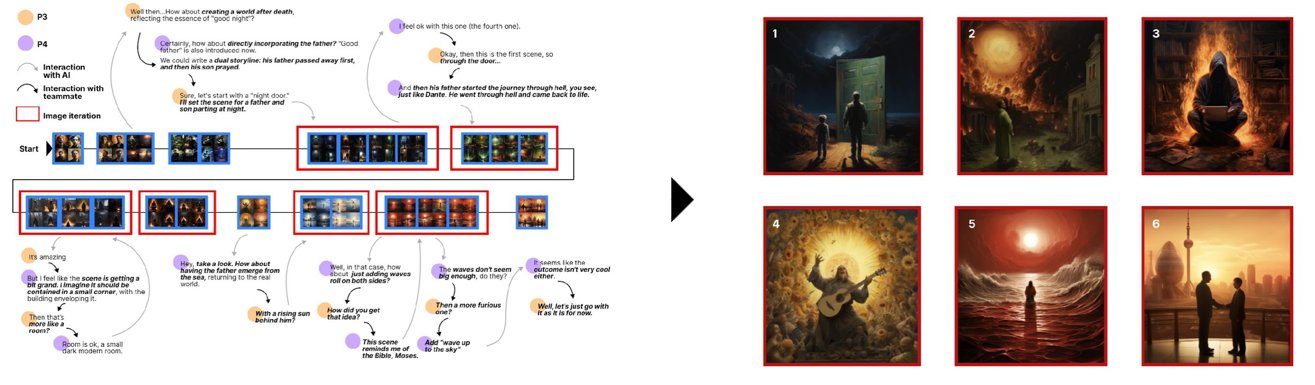 P3
P4
Interaction
with AI
Interaction with
teammate
Image iteration
Well then...How about creating a world after death,
reflecting the essence of "good night"?
Certainly, how about directly incorporating the father? "Good
father" is also introduced now.
We could write a dual storyline: his father passed away first,
and then his son prayed.
Sure, let's start with a "night door."
I'll set the scene for a father and
son parting at night.
I feel ok with this one (the fourth one).
Okay, then this is the first scene, so
through the door...
And then his father started the journey through hell, you see,
just like Dante. He went through hell and came back to life.
Start
It's amazing
But I feel like the scene is getting a
bit grand. I imagine it should be
contained in a small corner, with the
building enveloping it.
Then that's
more like a
room?
Room is ok, a small
dark modern room.
Hey, take a look. How about
having the father emerge from
the sea, returning to the real
world.
With a rising sun
behind him?
Well, in that case, how
about just adding waves
roll on both sides?
How did you get
that idea?
This scene
reminds me of
the Bible, Moses.
The waves don't seem
big enough, do they?
Then a more furious
one?
Add "wave up
to the sky"
It seems like the
outcome isn't very cool
either.
Well, let's just go with
it as it is for now.
1
2
3
4
5
6